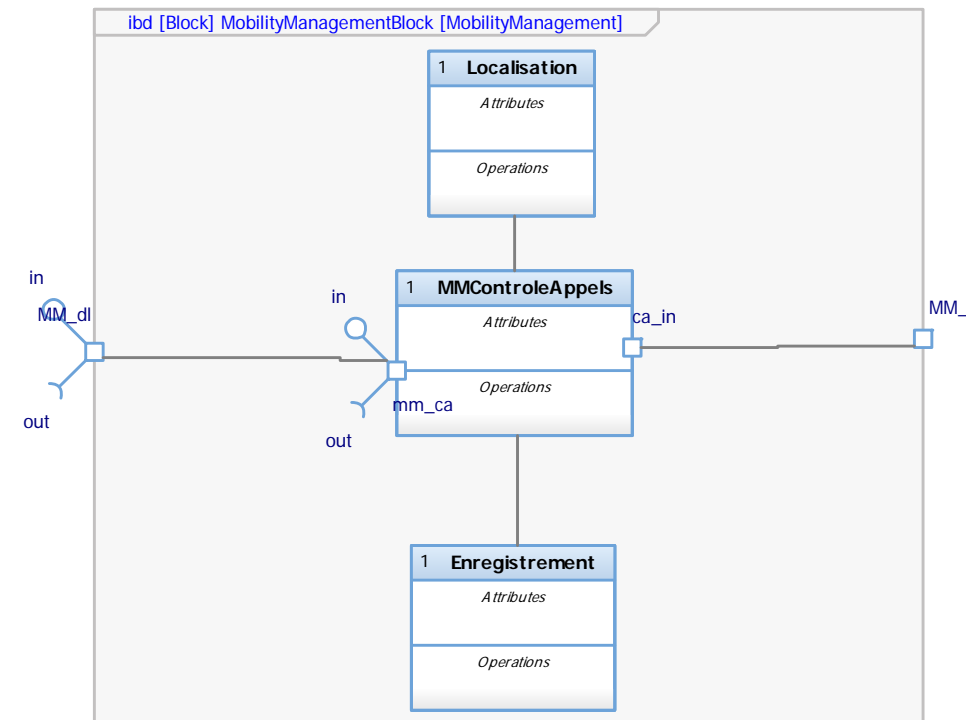 ibd [Block] MobilityManagementBlock [MobilityManagement]
1 Localisation
Attributes
Operations
in
MM_dl
out
in
mm_ca
out
1 MMControleAppels
Attributes
Operations
ca_in
MM_
1 Enregistrement
Attributes
Operations